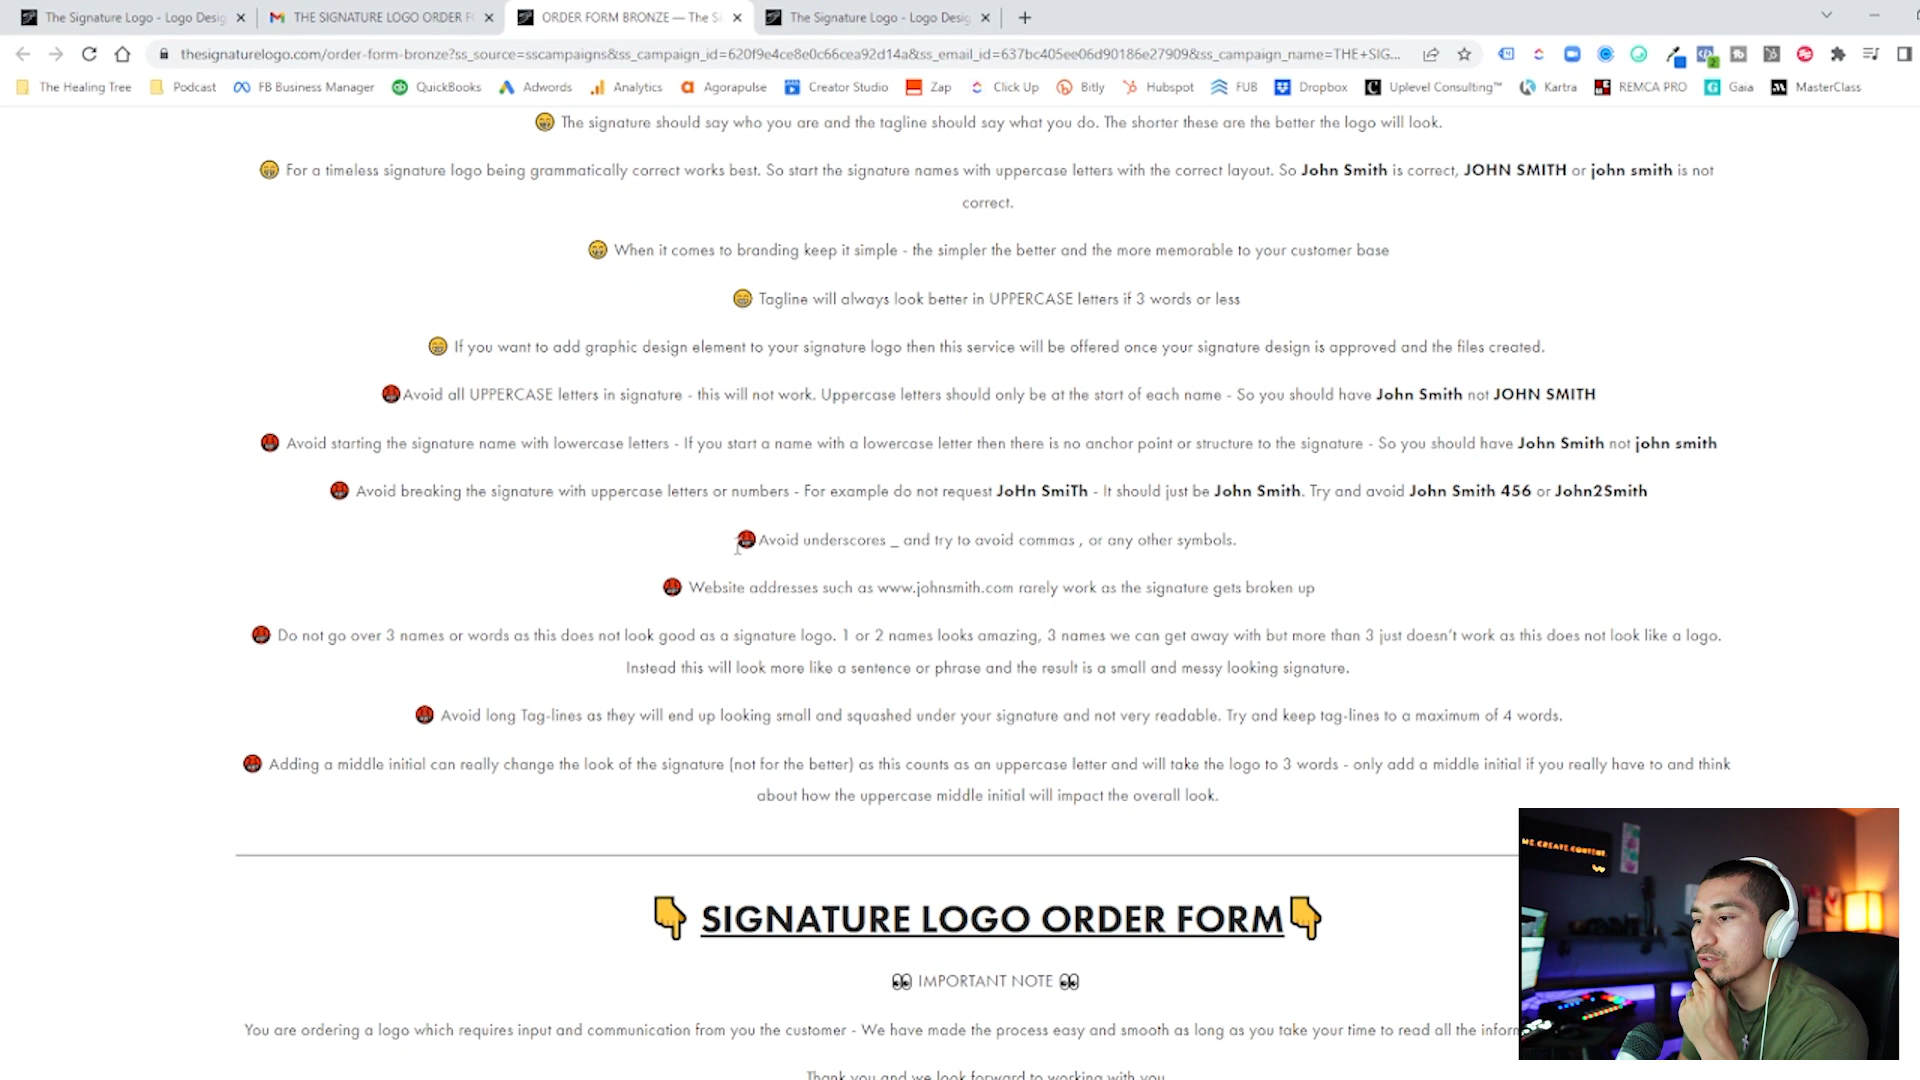 The Signature Logo - Logo Desig
THE SIGNATURE LOGO ORDER F
ORDER FORM BRONZE — The Si
The Signature Logo - Logo Desig
thesignaturelogo.com/order-form-bronze?ss_source=sscampaigns&ss_campaign_id=620f9e4ce8e0c66cea92d14a&ss_email_id=637bc405ee06d90186e27909&ss_campaign_name=THE+SIG...
The Healing Tree
Podcast
FB Business Manager
QuickBooks
Adwords
Analytics
Agorapulse
Creator Studio
Zap
Click Up
Bitly
Hubspot
FUB
Dropbox
Uplevel Consulting™
Kartra
REMCA PRO
Gaia
MasterClass
The signature should say who you are and the tagline should say what you do. The shorter these are the better the logo will look.
For a timeless signature logo being grammatically correct works best. So start the signature names with uppercase letters with the correct layout. So John Smith is correct, JOHN SMITH or john smith is not
correct.
When it comes to branding keep it simple - the simpler the better and the more memorable to your customer base
Tagline will always look better in UPPERCASE letters if 3 words or less
If you want to add graphic design element to your signature logo then this service will be offered once your signature design is approved and the files created.
Avoid all UPPERCASE letters in signature - this will not work. Uppercase letters should only be at the start of each name - So you should have John Smith not JOHN SMITH
Avoid starting the signature name with lowercase letters - If you start a name with a lowercase letter then there is no anchor point or structure to the signature - So you should have John Smith not john smith
Avoid breaking the signature with uppercase letters or numbers - For example do not request JoHn SmiTh - It should just be John Smith. Try and avoid John Smith 456 or John2Smith
Avoid underscores _ and try to avoid commas , or any other symbols.
Website addresses such as www.johnsmith.com rarely work as the signature gets broken up
Do not go over 3 names or words as this does not look good as a signature logo. 1 or 2 names looks amazing, 3 names we can get away with but more than 3 just doesn't work as this does not look like a logo.
Instead this will look more like a sentence or phrase and the result is a small and messy looking signature.
Avoid long Tag-lines as they will end up looking small and squashed under your signature and not very readable. Try and keep tag-lines to a maximum of 4 words.
Adding a middle initial can really change the look of the signature (not for the better) as this counts as an uppercase letter and will take the logo to 3 words - only add a middle initial if you really have to and think
about how the uppercase middle initial will impact the overall look.
SIGNATURE LOGO ORDER FORM
IMPORTANT NOTE
You are ordering a logo which requires input and communication from you the customer - We have made the process easy and smooth as long as you take your time to read all the inform
Thank you and we look forward to working with you
WE CREATE CONTENT.